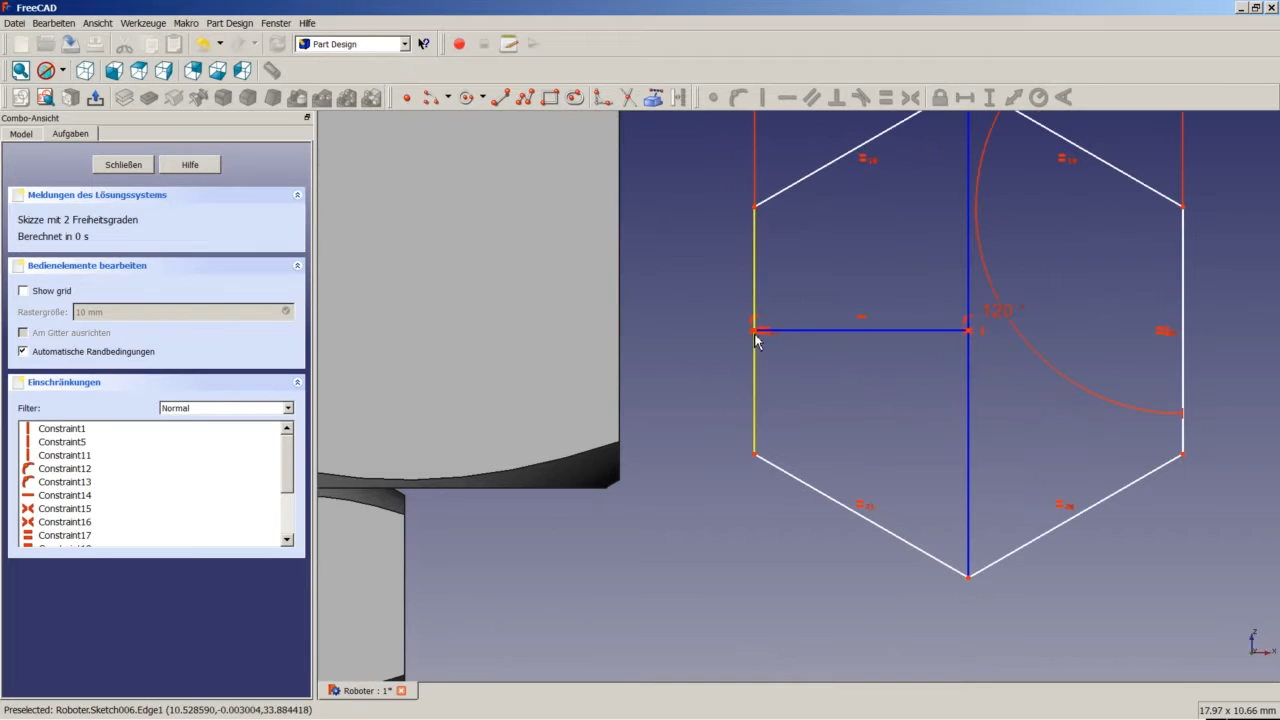 FreeCAD
Datei Bearbeiten Ansicht Werkzeuge Makro Part Design Fenster Hilfe
Part Design
Combo-Ansicht
Model Aufgaben
Schließen Hilfe
Meldungen des Lösungssystems
Skizze mit 2 Freiheitsgraden
Berechnet in 0 s
Bedienelemente bearbeiten
Show grid
Rastergröße: 10 mm
Am Gitter ausrichten
Automatische Randbedingungen
Einschränkungen
Filter: Normal
Constraint1
Constraint5
Constraint11
Constraint12
Constraint13
Constraint14
Constraint15
Constraint16
Constraint17
120 °
Z
X
Roboter : 1*
Preselected: Roboter.Sketch006.Edge1 (10.528590,-0.003004,33.884418)
17.97 x 10.66 mm